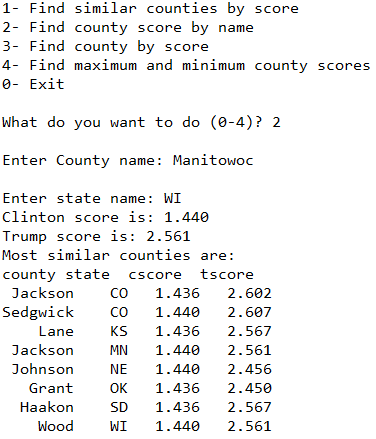 1- Find similar counties by score
2- Find county score by name
3- Find county by score
4- Find maximum and minimum county scores
0- Exit
What do you want to do (0-4)? 2
Enter County name: Manitowoc
Enter state name: WI
Clinton score is: 1.440
Trump score is: 2.561
Most similar counties are:
county state  cscore  tscore
Jackson    CO   1.436   2.602
Sedgwick    CO   1.440   2.607
Lane    KS   1.436   2.567
Jackson    MN   1.440   2.561
Johnson    NE   1.440   2.456
Grant    OK   1.436   2.450
Haakon    SD   1.436   2.567
Wood    WI   1.440   2.561